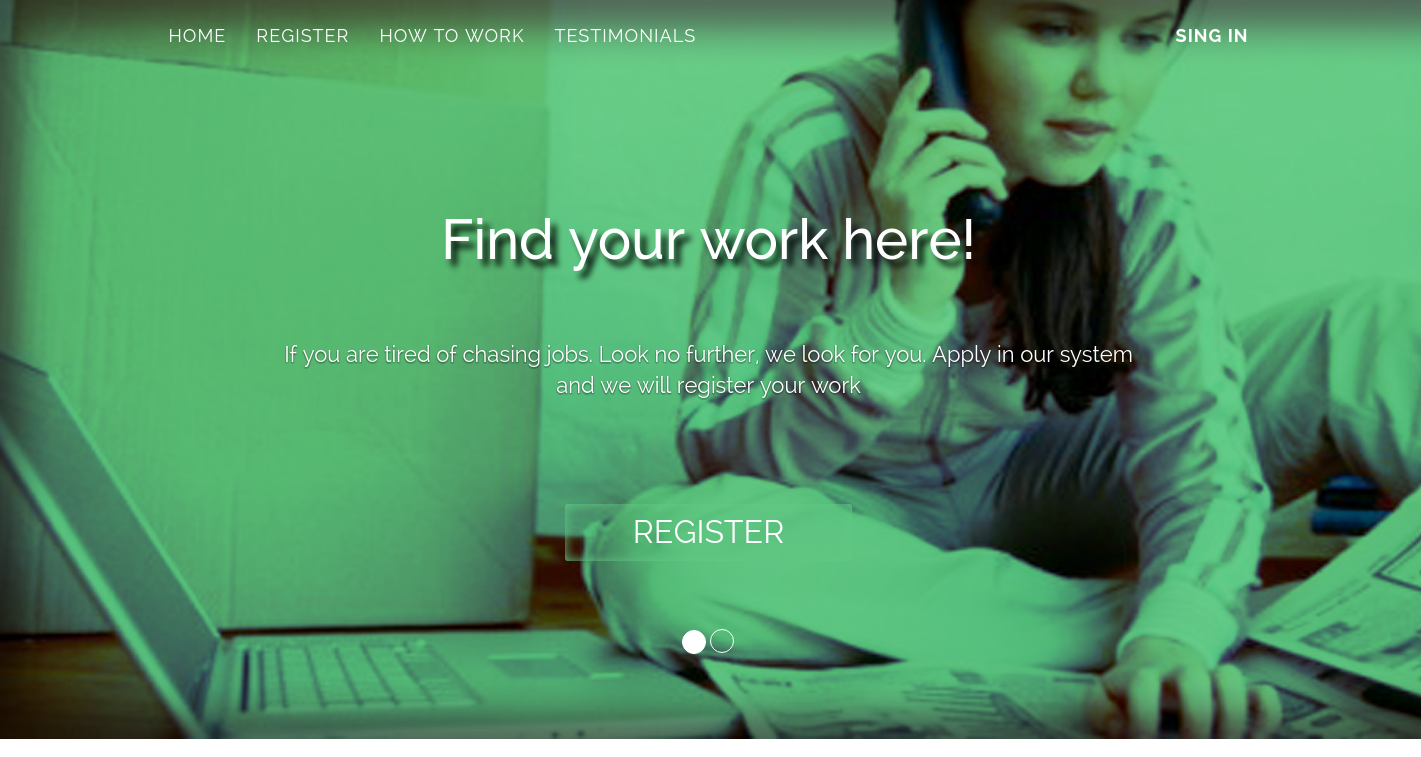 HOME REGISTER HOW TO WORK TESTIMONIALS SING IN
Find your work here!
If you are tired of chasing jobs. Look no further, we look for you. Apply in our system
and we will register your work
REGISTER